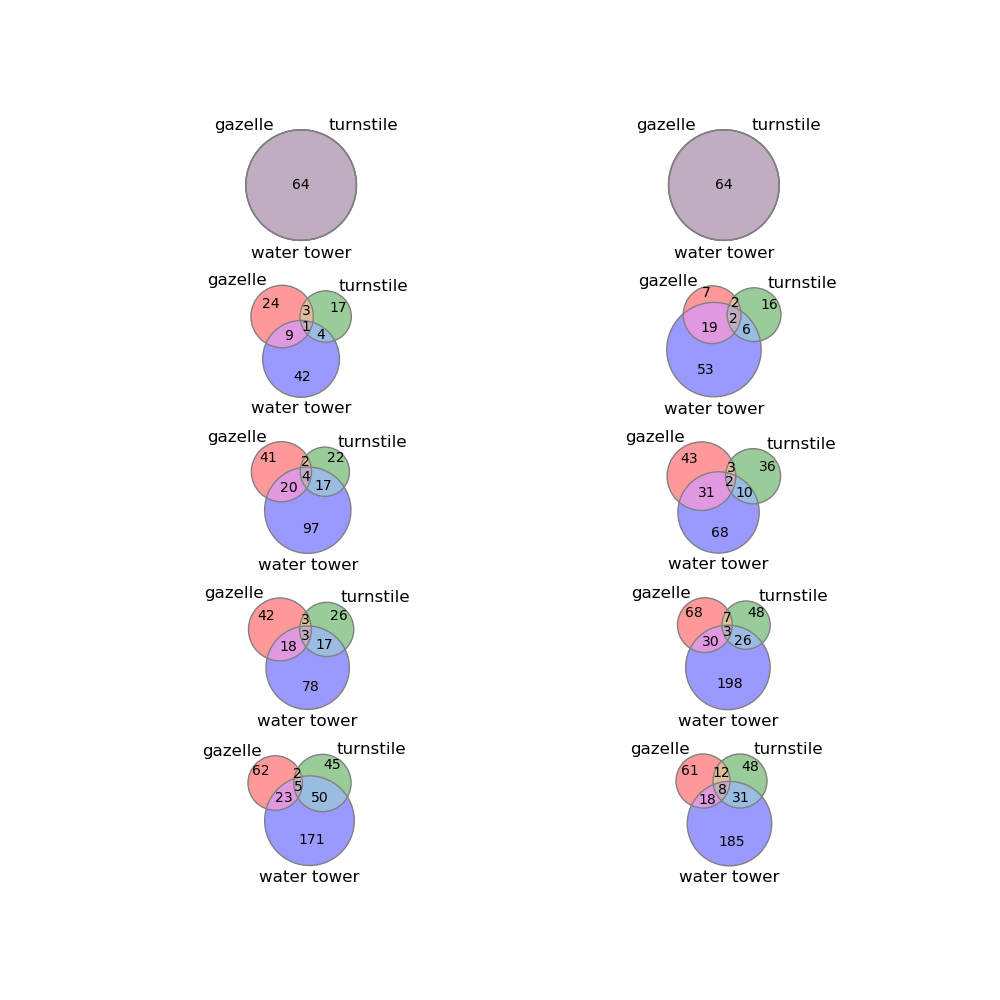 gazelle turnstile
64
water tower
gazelle turnstile
64
water tower
gazelle
turnstile
24
3
17
1
9
4
42
water tower
gazelle
turnstile
7
2
16
2
19
6
53
water tower
gazelle
turnstile
41
2
22
4
20
17
97
water tower
gazelle
turnstile
43
3
36
2
31
10
68
water tower
gazelle
turnstile
42
3
26
3
18
17
78
water tower
gazelle
turnstile
68
7
48
3
30
26
198
water tower
gazelle
turnstile
62
2
45
5
23
50
171
water tower
gazelle
turnstile
61
12
48
8
18
31
185
water tower